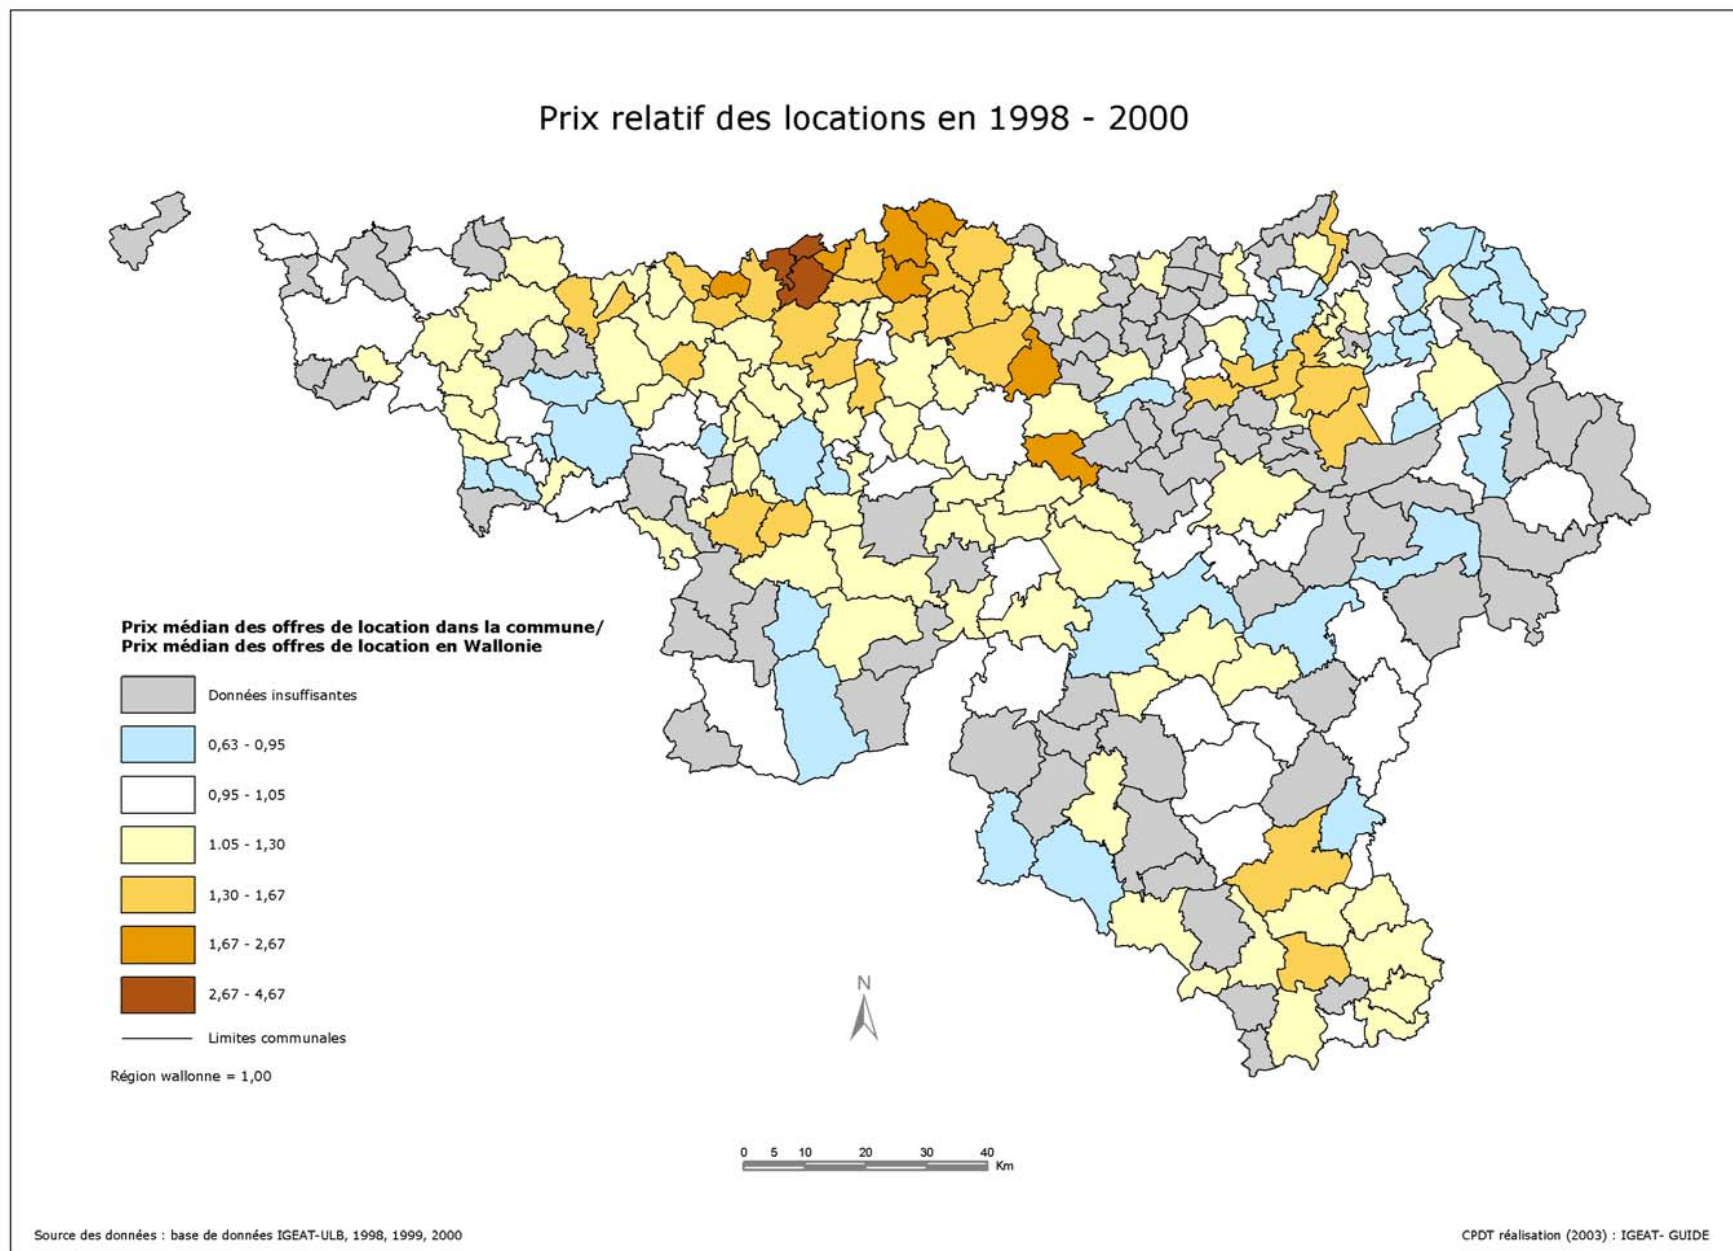 Prix relatif des locations en 1998 - 2000
Prix médian des offres de location dans la commune/
Prix médian des offres de location en Wallonie
Données insuffisantes
0,63 - 0,95
0,95 - 1,05
1.05 - 1,30
1,30 - 1,67
1,67 - 2,67
2,67 - 4,67
Limites communales
Région wallonne = 1,00
N
0 5 10 20 30 40
Km
Source des données : base de données IGEAT-ULB, 1998, 1999, 2000
CPDT réalisation (2003) : IGEAT- GUIDE